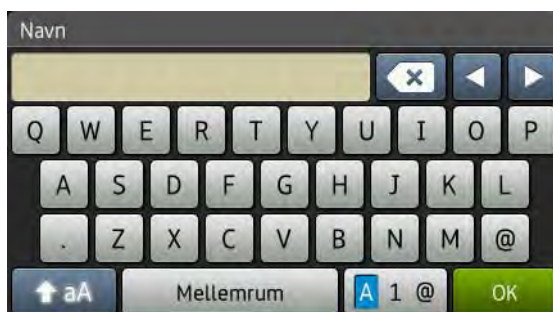 Navn
Q W E R T Y U I O P
A S D F G H J K L
. Z X C V B N M @
aA Mellemrum A 1 @ OK